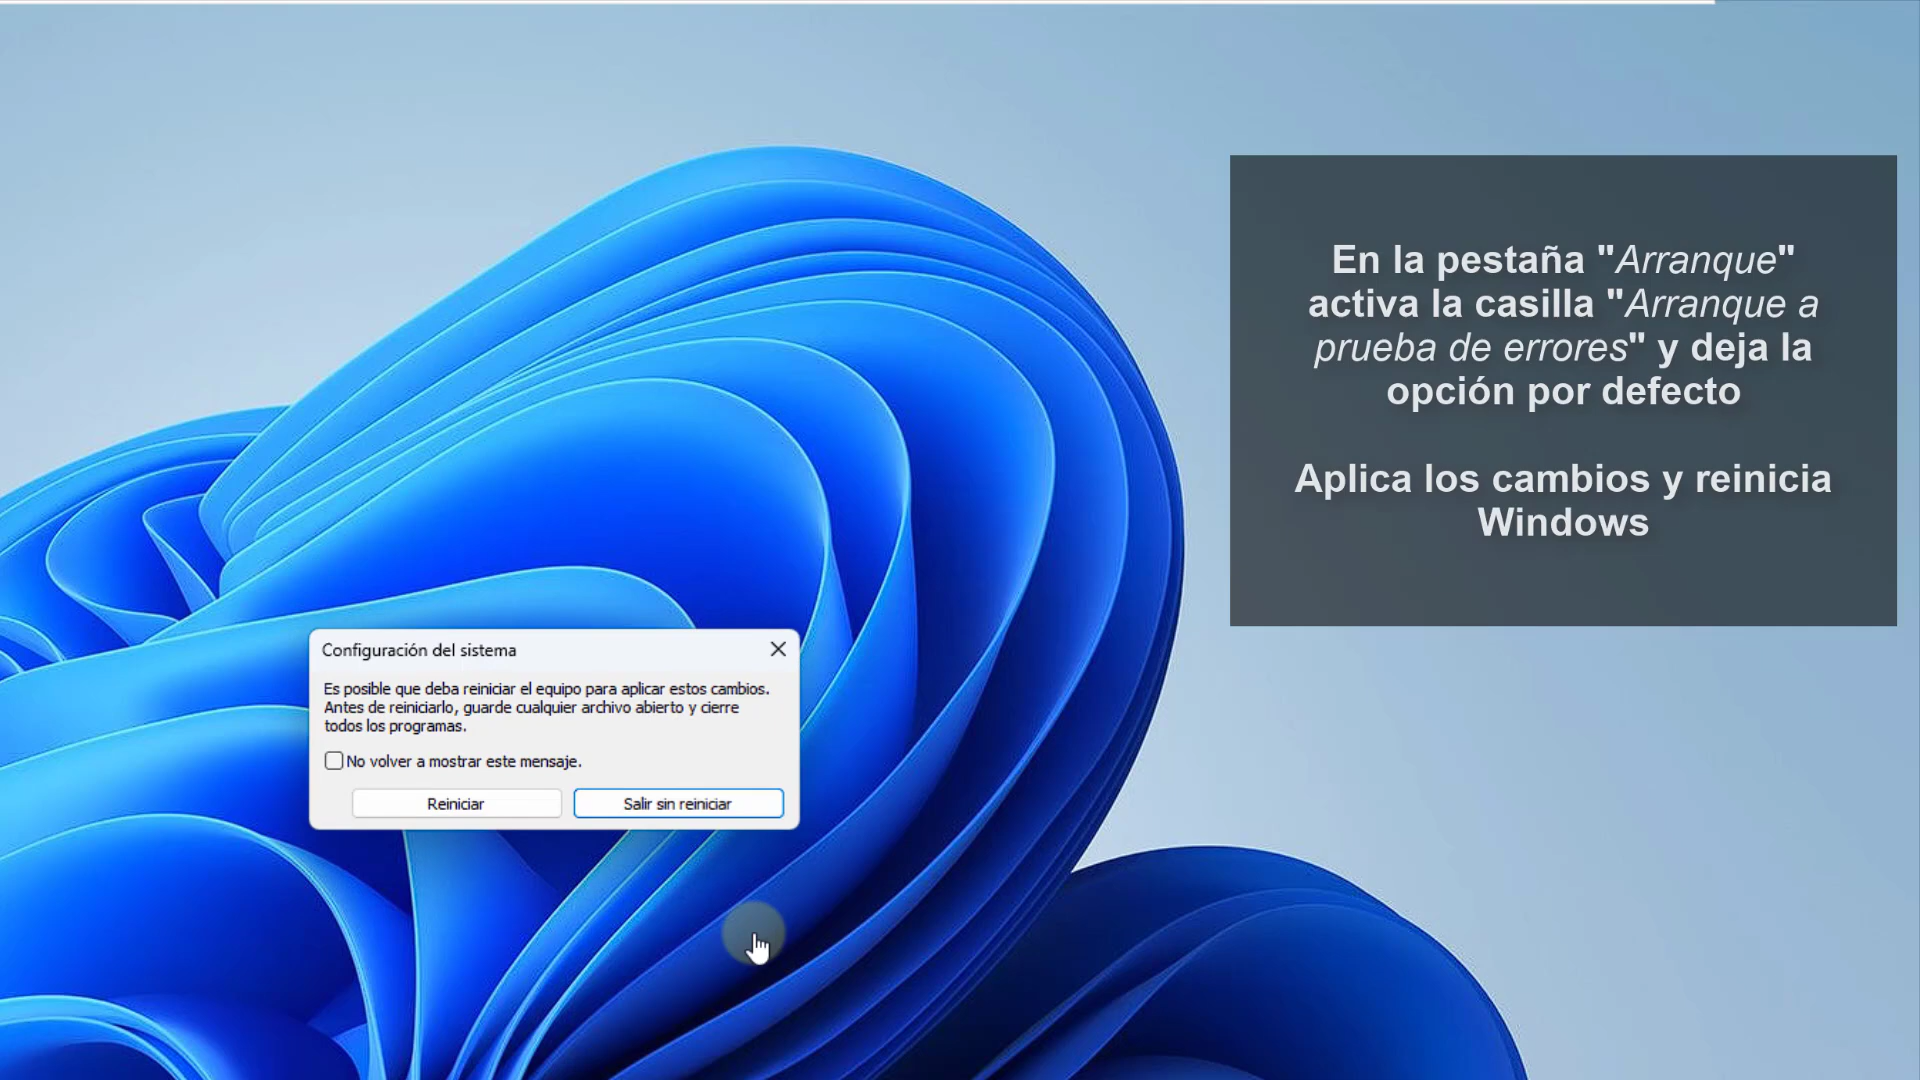 En la pestaña "Arranque"
activa la casilla "Arranque a
prueba de errores" y deja la
opción por defecto
Aplica los cambios y reinicia
Windows
Configuración del sistema
Es posible que deba reiniciar el equipo para aplicar estos cambios.
Antes de reiniciarlo, guarde cualquier archivo abierto y cierre
todos los programas.
No volver a mostrar este mensaje.
Reiniciar
Salir sin reiniciar